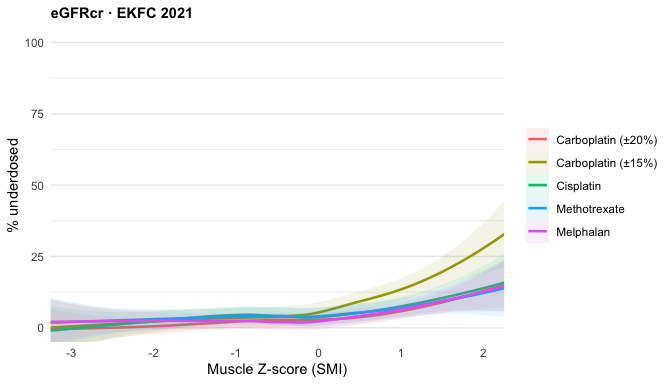 eGFRcr · EKFC 2021
100
75
50
25
0
% underdosed
-3
-2
-1
0
1
2
Muscle Z-score (SMI)
Carboplatin (±20%)
Carboplatin (±15%)
Cisplatin
Methotrexate
Melphalan